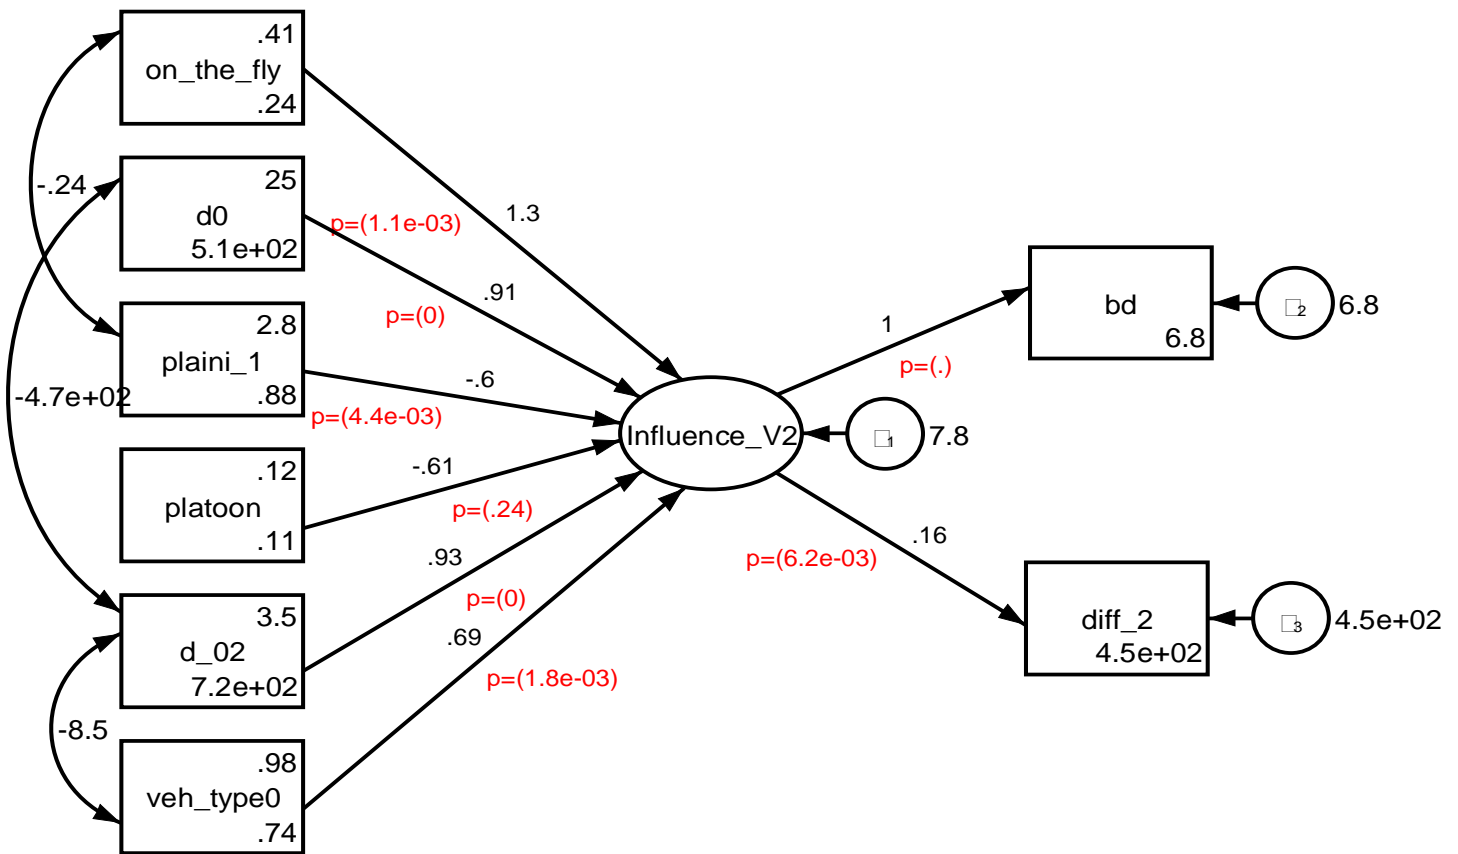 .41
on_the_fly
.24
-.24
25
d0
5.1e+02
p=(1.1e-03)
1.3
.91
p=(0)
2.8
plaini_1
.88
-4.7e+02
-.6
p=(4.4e-03)
.12
platoon
.11
-.61
p=(.24)
3.5
d_02
7.2e+02
.93
p=(0)
-8.5
.98
veh_type0
.74
.69
p=(1.8e-03)
Influence_V2
□1
7.8
1
p=(.)
bd
6.8
□2
6.8
.16
p=(6.2e-03)
diff_2
4.5e+02
□3
4.5e+02